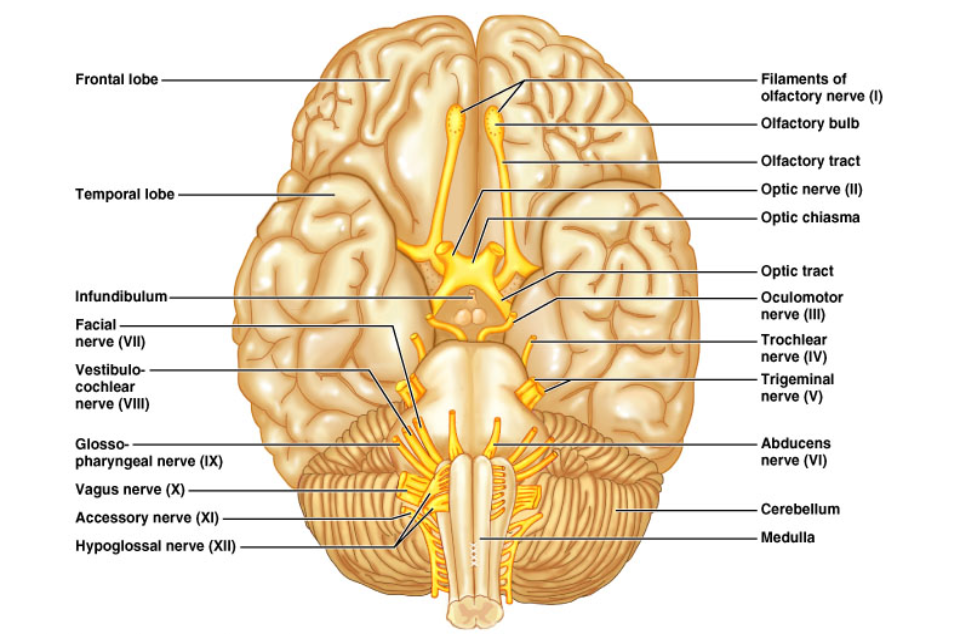 Frontal lobe
Temporal lobe
Infundibulum
Facial
nerve (VII)
Vestibulo-
cochlear
nerve (VIII)
Glosso-
pharyngeal nerve (IX)
Vagus nerve (X)
Accessory nerve (XI)
Hypoglossal nerve (XII)
Filaments of
olfactory nerve (I)
Olfactory bulb
Olfactory tract
Optic nerve (II)
Optic chiasma
Optic tract
Oculomotor
nerve (III)
Trochlear
nerve (IV)
Trigeminal
nerve (V)
Abducens
nerve (VI)
Cerebellum
Medulla